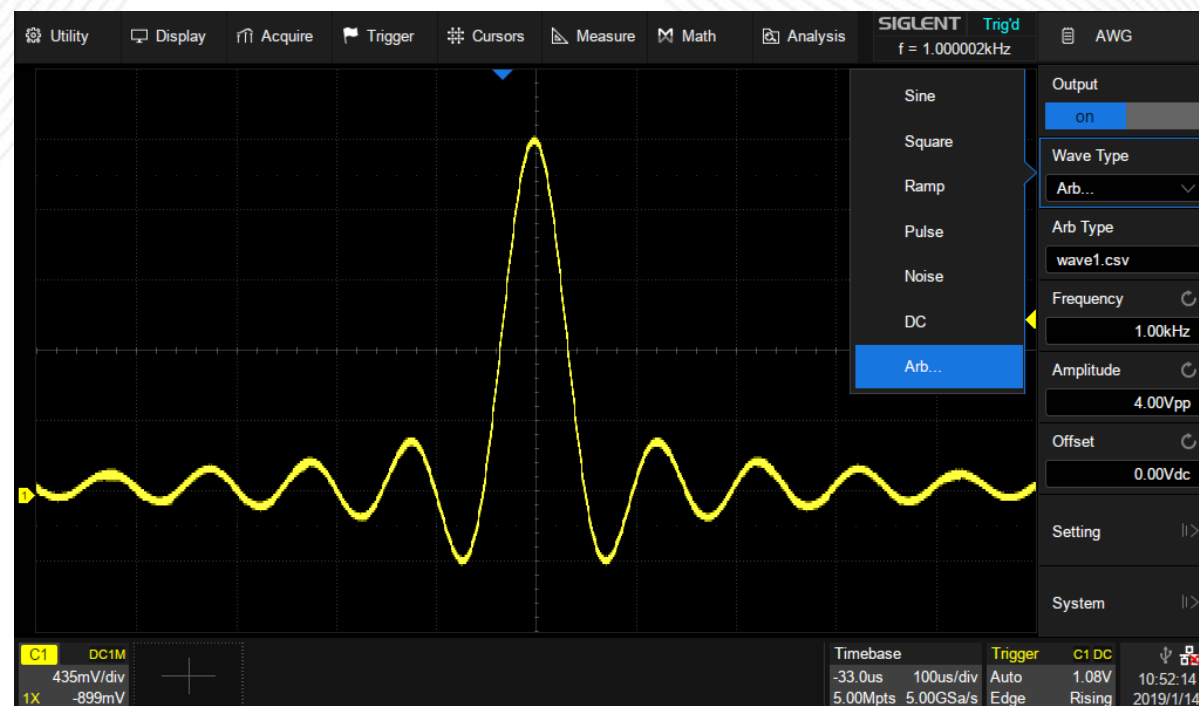 Utility Display Acquire Trigger Cursors Measure Math Analysis SIGLENT Trig'd AWG
f = 1.000002kHz
Output
on
Wave Type
Arb...
Arb Type
wave1.csv
Frequency
1.00kHz
Amplitude
4.00Vpp
Offset
0.00Vdc
Setting
System
Sine
Square
Ramp
Pulse
Noise
DC
Arb...
1
C1 DC1M
435mV/div
1X -899mV
Timebase
-33.0us 100us/div
5.00Mpts 5.00GSa/s
Trigger C1 DC
Auto 1.08V
Edge Rising
10:52:14
2019/1/14